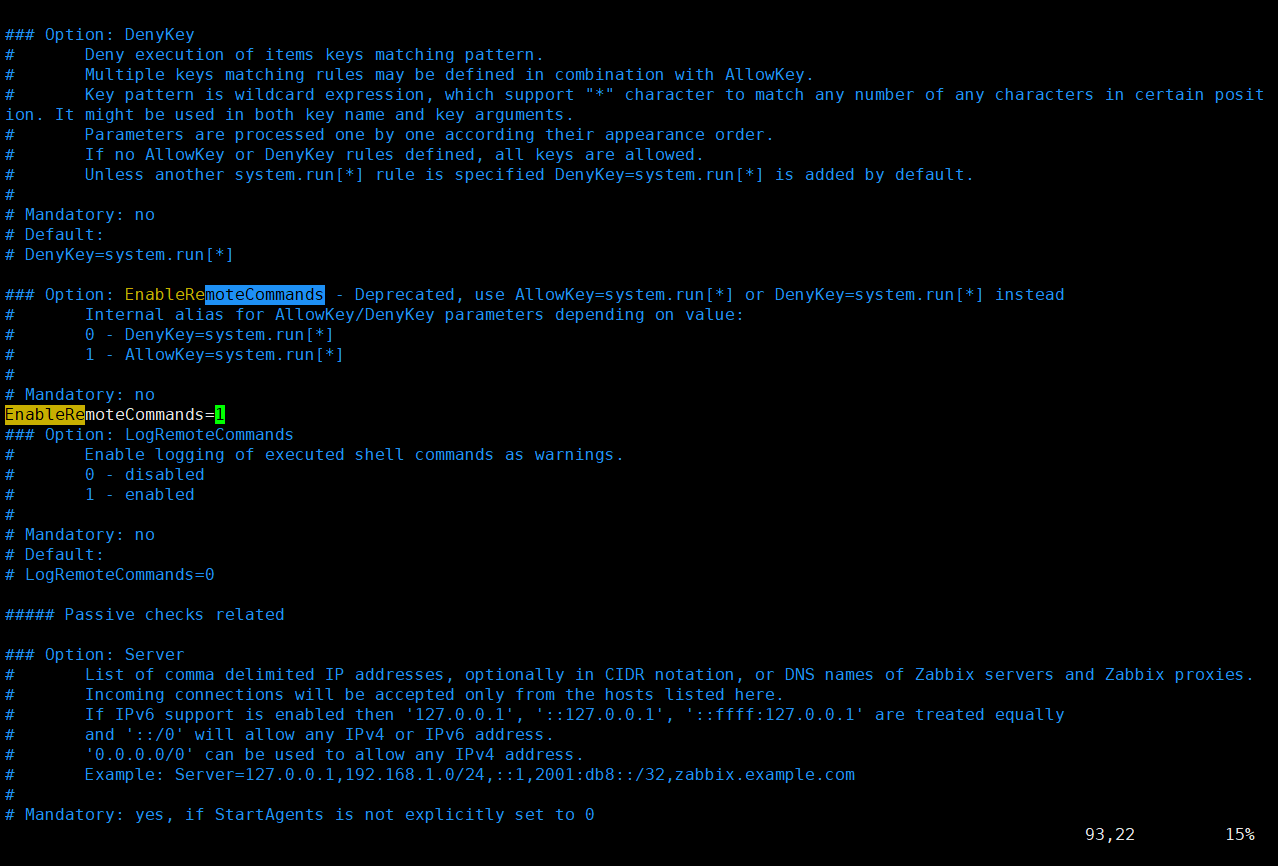 ### Option: DenyKey
#       Deny execution of items keys matching pattern.
#       Multiple keys matching rules may be defined in combination with AllowKey.
#       Key pattern is wildcard expression, which support "*" character to match any number of any characters in certain posit
ion. It might be used in both key name and key arguments.
#       Parameters are processed one by one according their appearance order.
#       If no AllowKey or DenyKey rules defined, all keys are allowed.
#       Unless another system.run[*] rule is specified DenyKey=system.run[*] is added by default.
#
# Mandatory: no
# Default:
# DenyKey=system.run[*]

### Option: EnableRemoteCommands - Deprecated, use AllowKey=system.run[*] or DenyKey=system.run[*] instead
#       Internal alias for AllowKey/DenyKey parameters depending on value:
#       0 - DenyKey=system.run[*]
#       1 - AllowKey=system.run[*]
#
# Mandatory: no
EnableRemoteCommands=1
### Option: LogRemoteCommands
#       Enable logging of executed shell commands as warnings.
#       0 - disabled
#       1 - enabled
#
# Mandatory: no
# Default:
# LogRemoteCommands=0

##### Passive checks related

### Option: Server
#       List of comma delimited IP addresses, optionally in CIDR notation, or DNS names of Zabbix servers and Zabbix proxies.
#       Incoming connections will be accepted only from the hosts listed here.
#       If IPv6 support is enabled then '127.0.0.1', '::127.0.0.1', '::ffff:127.0.0.1' are treated equally
#       and '::/0' will allow any IPv4 or IPv6 address.
#       '0.0.0.0/0' can be used to allow any IPv4 address.
#       Example: Server=127.0.0.1,192.168.1.0/24,::1,2001:db8::/32,zabbix.example.com
#
# Mandatory: yes, if StartAgents is not explicitly set to 0
93,22         15%